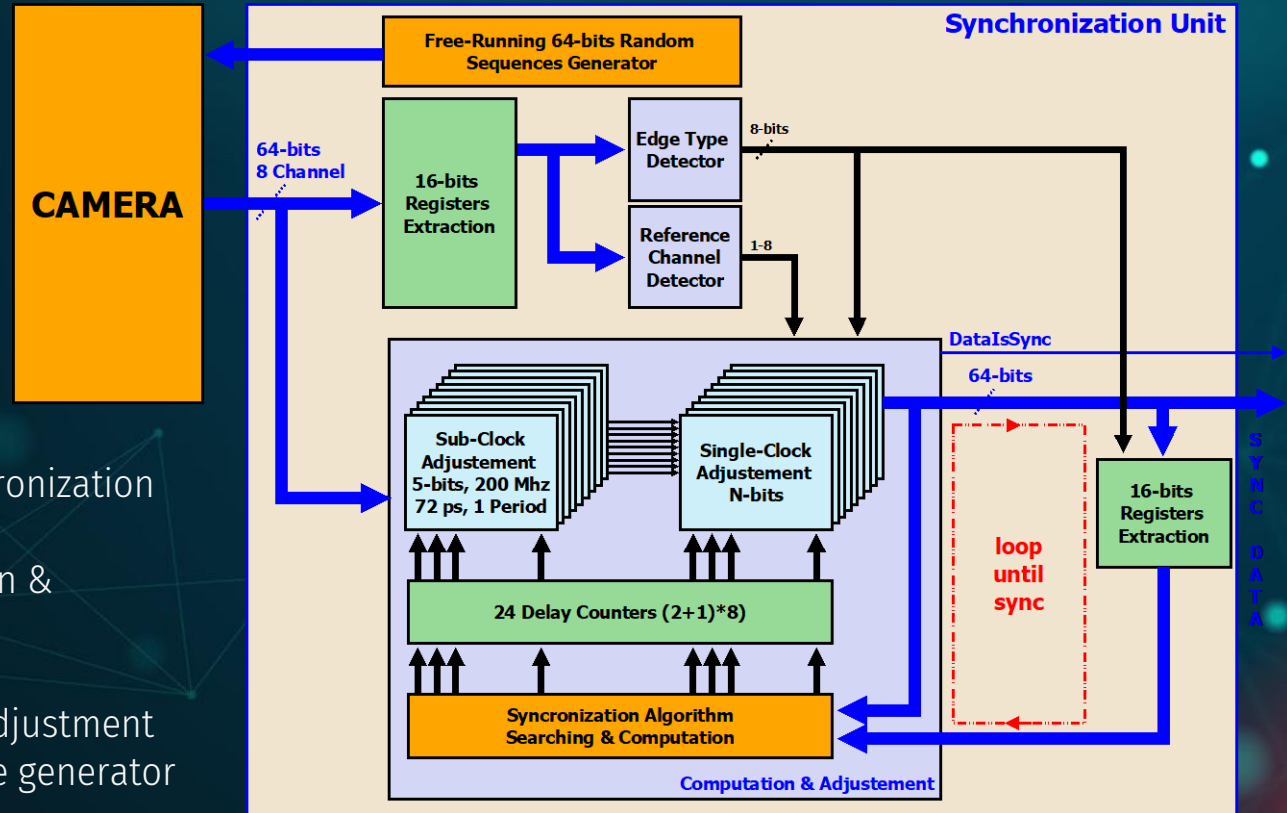 Synchronization Unit
Free-Running 64-bits Random
Sequences Generator
CAMERA
64-bits
8 Channel
16-bits
Registers
Extraction
Edge Type
Detector
8-bits
Reference
Channel
Detector
1-8
DataIsSync
64-bits
Sub-Clock
Adjustement
5-bits, 200 Mhz
72 ps, 1 Period
Single-Clock
Adjustement
N-bits
loop
until
sync
16-bits
Registers
Extraction
SYNC DATA
24 Delay Counters (2+1)*8)
Syncronization Algorithm
Searching & Computation
Computation & Adjustement
ronization
n &
djustment
e generator